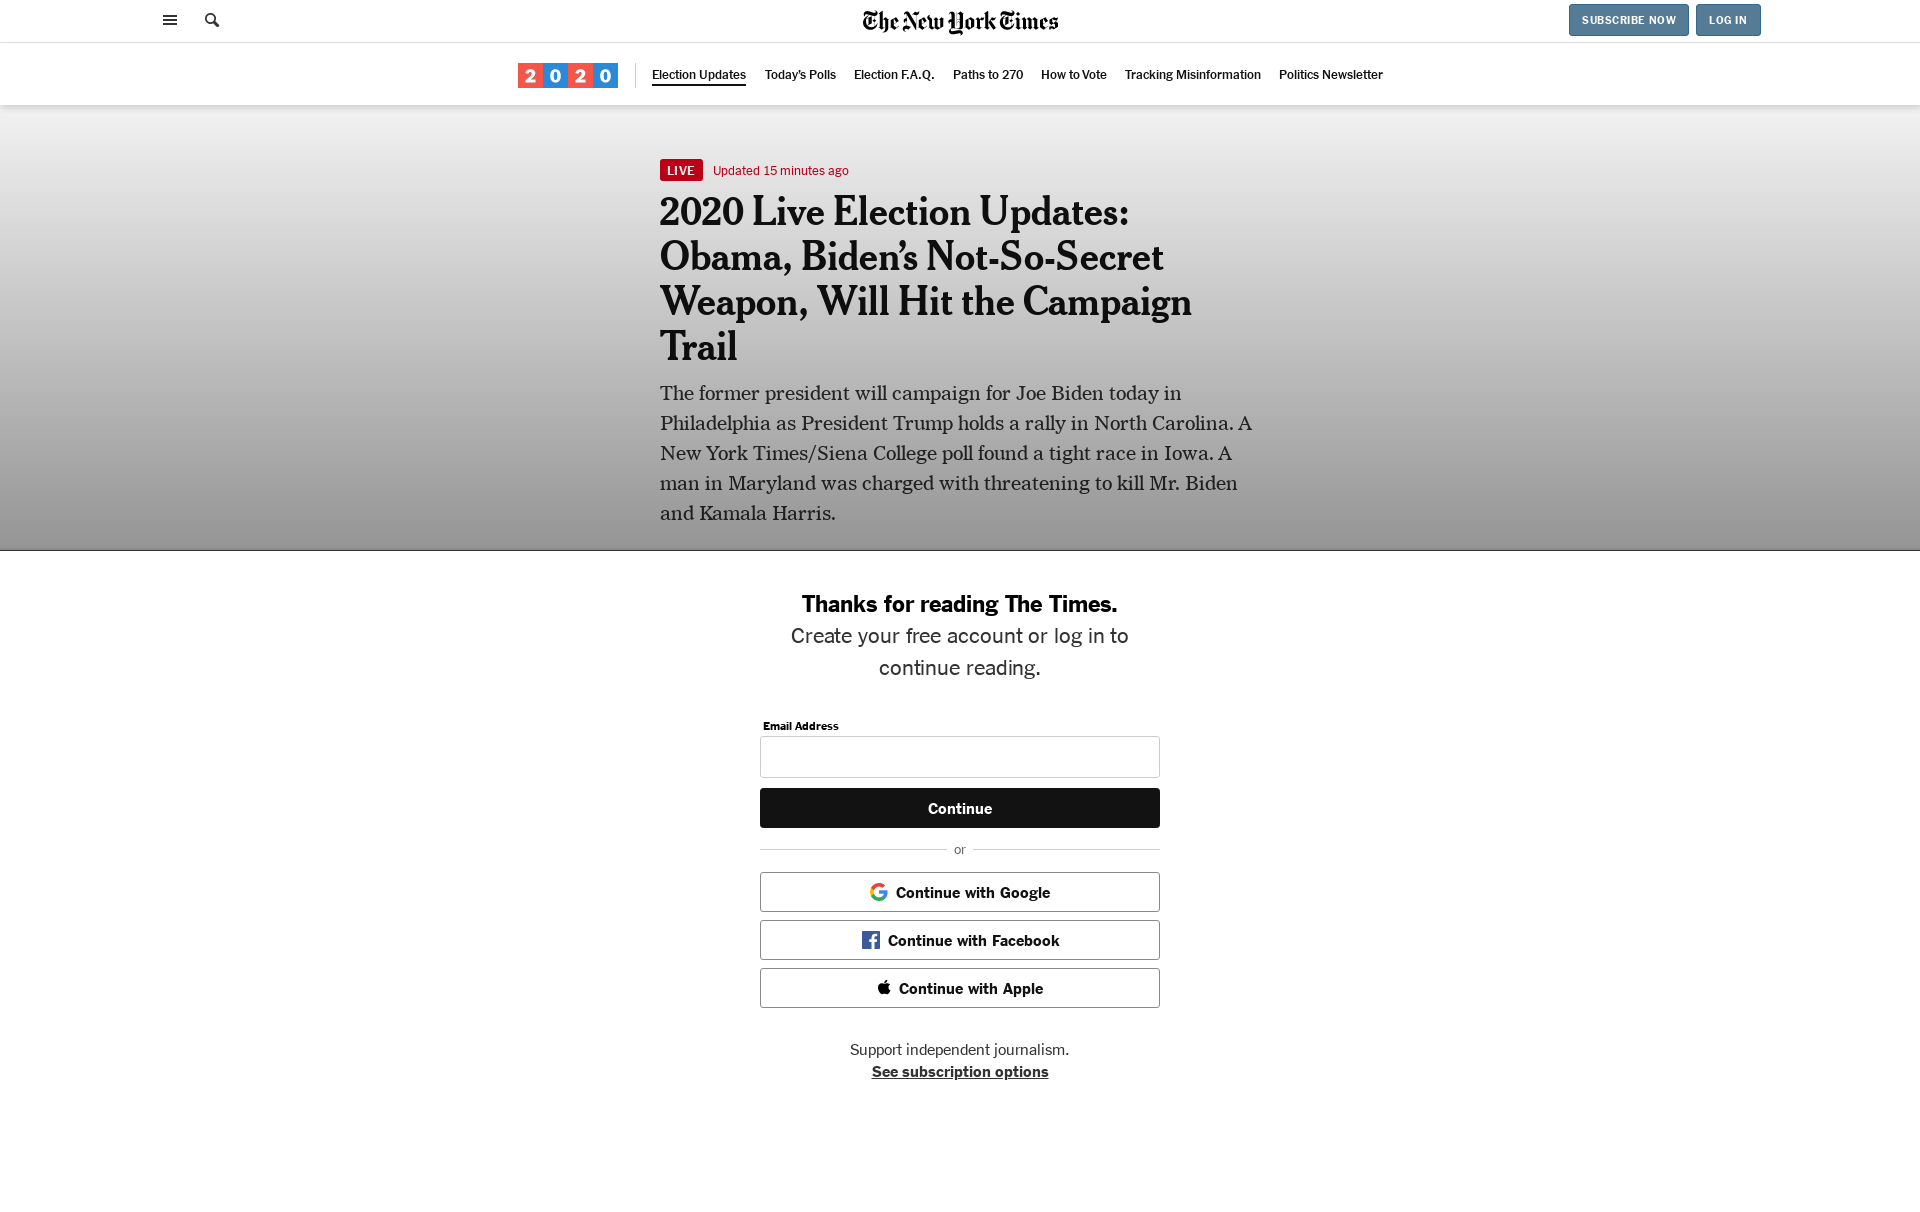 The New York Times
SUBSCRIBE NOW
LOG IN
2020
Election Updates
Today's Polls
Election F.A.Q.
Paths to 270
How to Vote
Tracking Misinformation
Politics Newsletter
LIVE
Updated 15 minutes ago
2020 Live Election Updates:
Obama, Biden’s Not-So-Secret
Weapon, Will Hit the Campaign
Trail
The former president will campaign for Joe Biden today in
Philadelphia as President Trump holds a rally in North Carolina. A
New York Times/Siena College poll found a tight race in Iowa. A
man in Maryland was charged with threatening to kill Mr. Biden
and Kamala Harris.
Thanks for reading The Times.
Create your free account or log in to
continue reading.
Email Address
Continue
or
Continue with Google
Continue with Facebook
Continue with Apple
Support independent journalism.
See subscription options